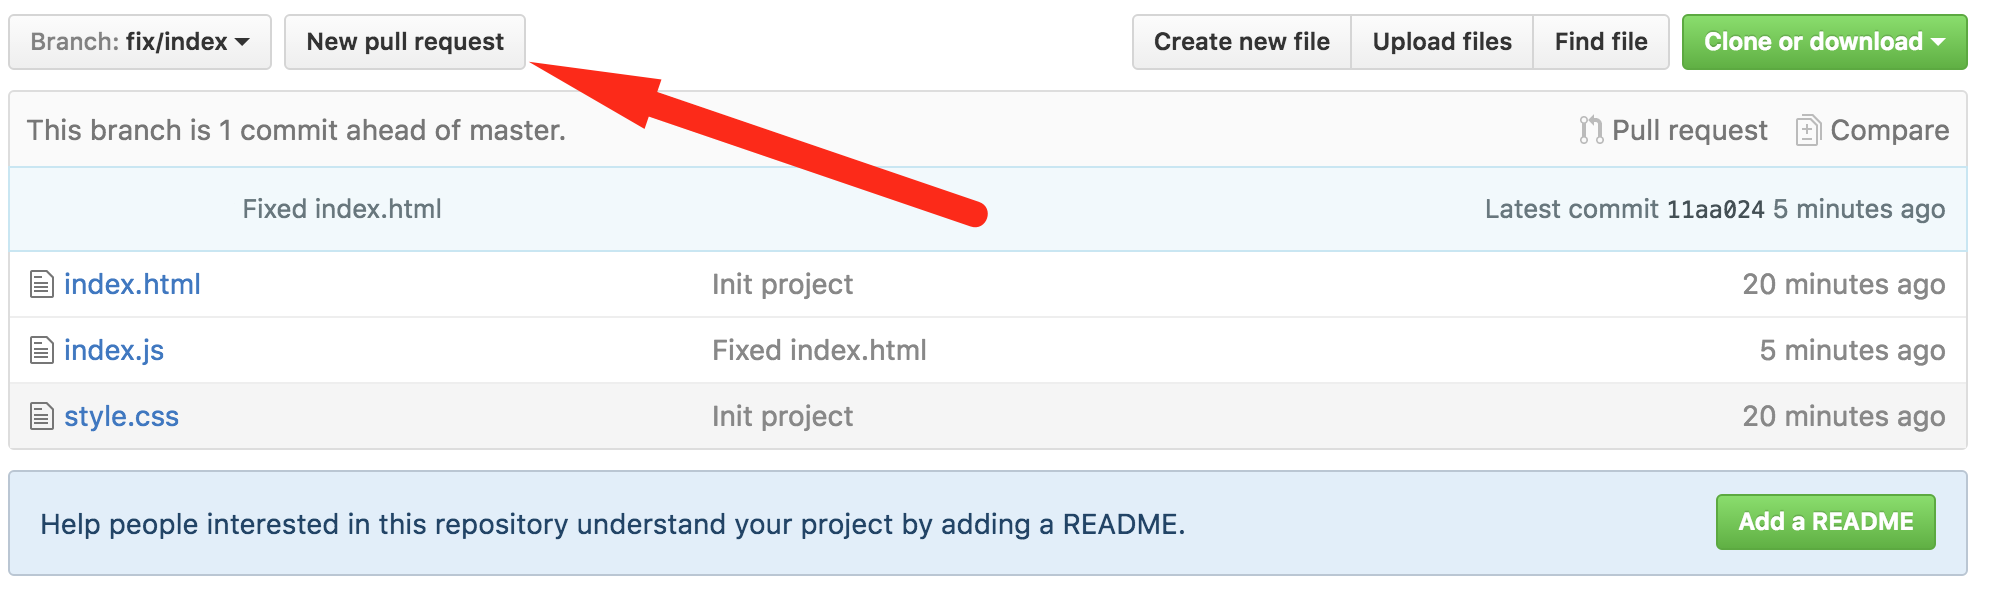 Branch: fix/index New pull request Create new file Upload files Find file Clone or download
This branch is 1 commit ahead of master. Pull request Compare
Fixed index.html Latest commit 11aa024 5 minutes ago
index.html Init project 20 minutes ago
index.js Fixed index.html 5 minutes ago
style.css Init project 20 minutes ago
Help people interested in this repository understand your project by adding a README. Add a README